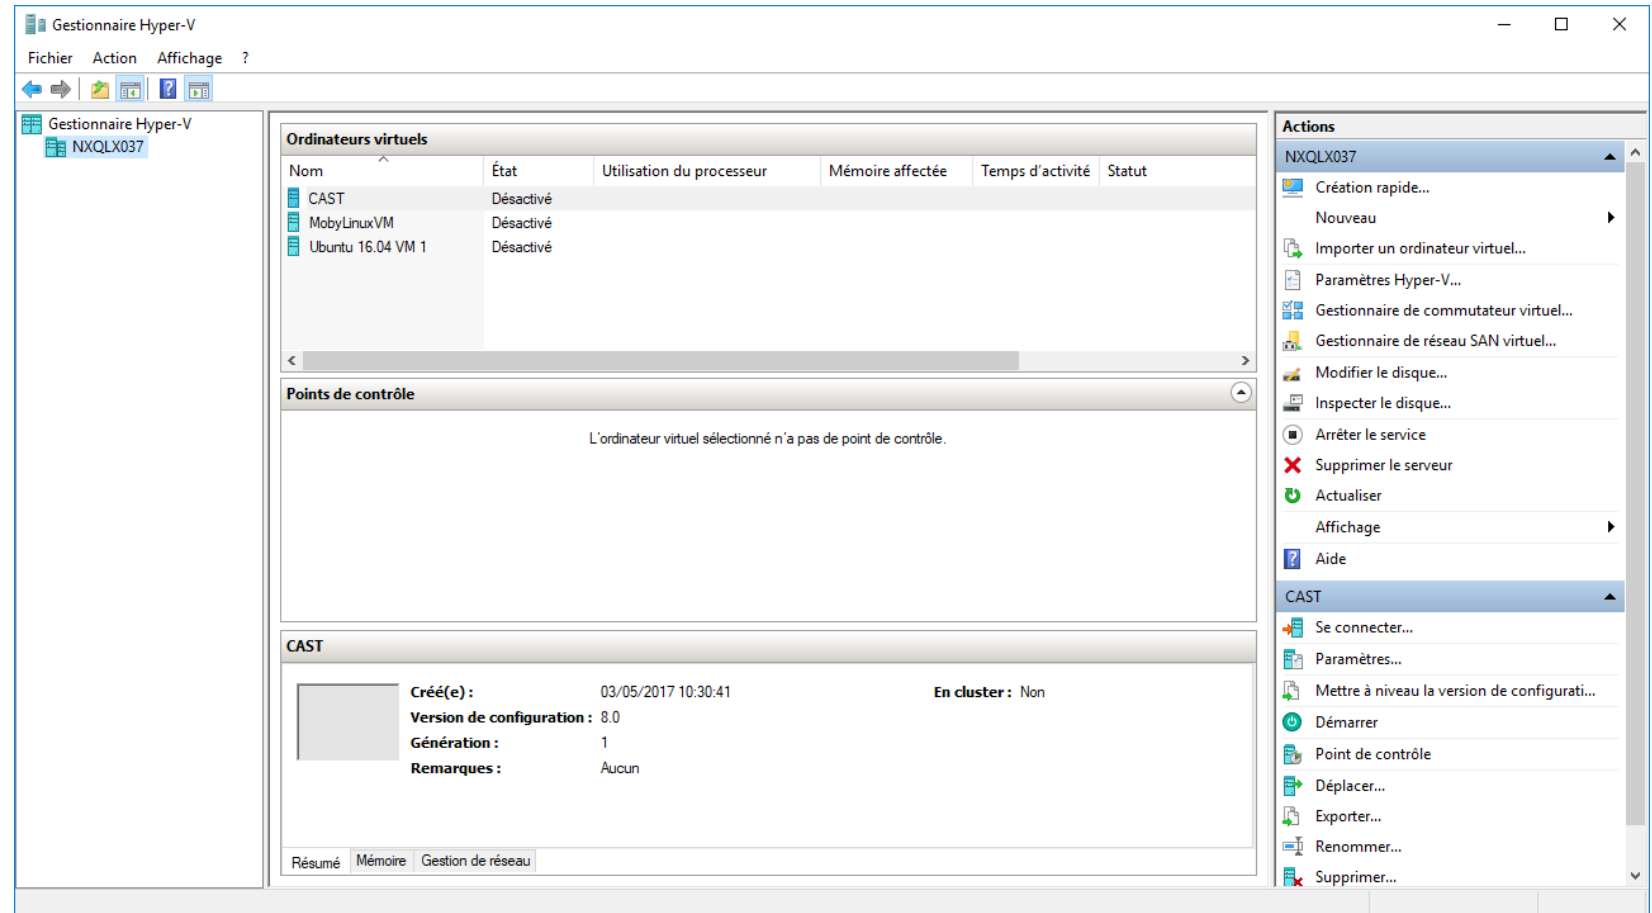 Gestionnaire Hyper-V
Fichier Action Affichage ?
Gestionnaire Hyper-V
NXQLX037
Ordinateurs virtuels
Nom État Utilisation du processeur Mémoire affectée Temps d'activité Statut
CAST Désactivé
MobyLinuxVM Désactivé
Ubuntu 16.04 VM 1 Désactivé
Points de contrôle
L'ordinateur virtuel sélectionné n'a pas de point de contrôle.
CAST
Créé(e) : 03/05/2017 10:30:41 En cluster : Non
Version de configuration : 8.0
Génération : 1
Remarques : Aucun
Résumé Mémoire Gestion de réseau
Actions
NXQLX037
Création rapide...
Nouveau
Importer un ordinateur virtuel...
Paramètres Hyper-V...
Gestionnaire de commutateur virtuel...
Gestionnaire de réseau SAN virtuel...
Modifier le disque...
Inspecter le disque...
Arrêter le service
Supprimer le serveur
Actualiser
Affichage
Aide
CAST
Se connecter...
Paramètres...
Mettre à niveau la version de configurati...
Démarrer
Point de contrôle
Déplacer...
Exporter...
Renommer...
Supprimer...